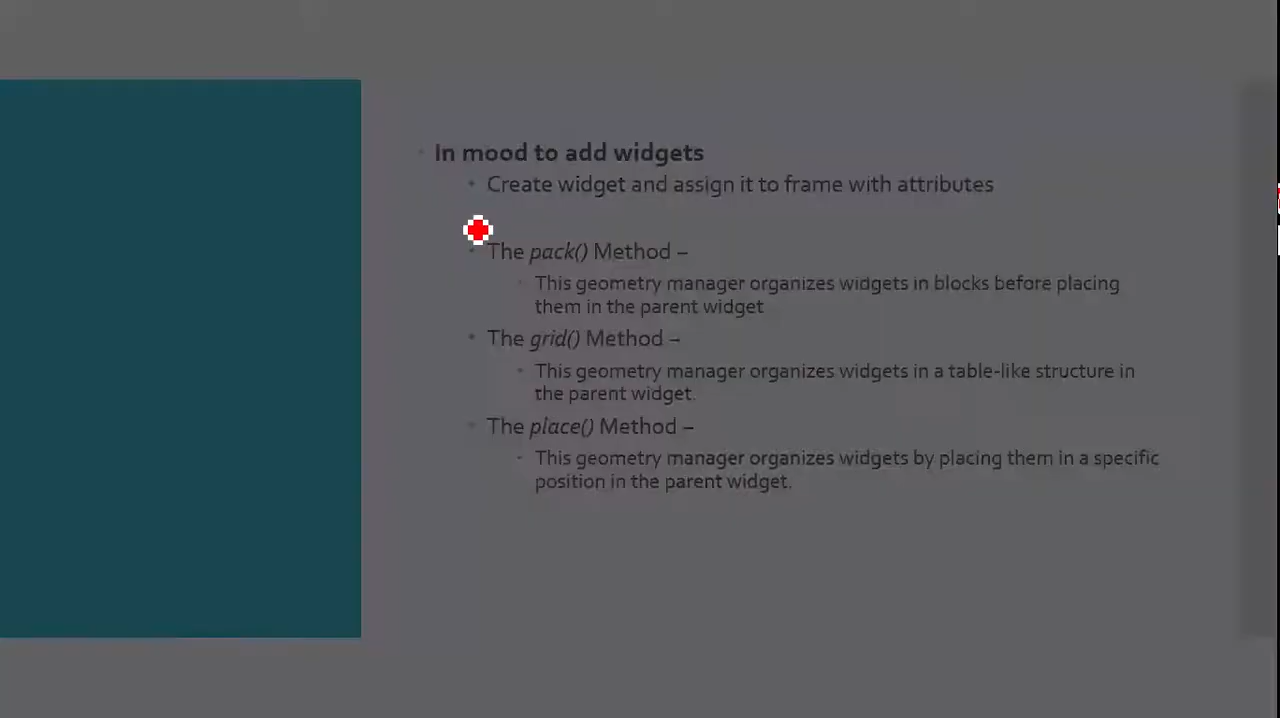 In mood to add widgets
Create widget and assign it to frame with attributes
The pack() Method –
This geometry manager organizes widgets in blocks before placing
them in the parent widget
The grid() Method –
This geometry manager organizes widgets in a table-like structure in
the parent widget.
The place() Method –
This geometry manager organizes widgets by placing them in a specific
position in the parent widget.